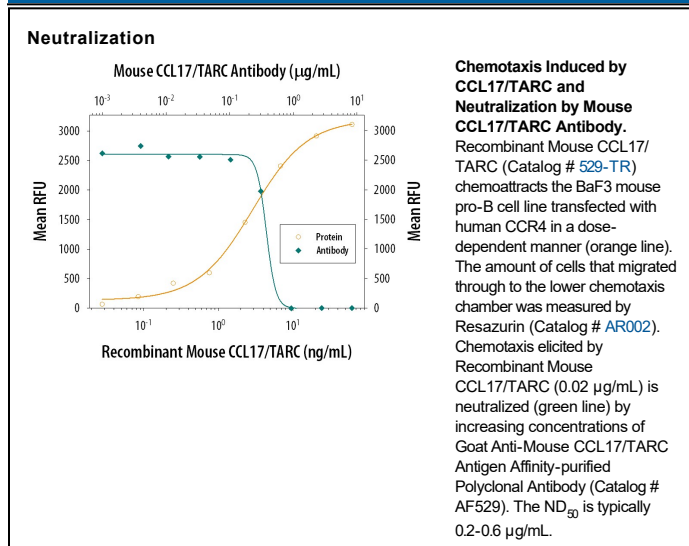 Neutralization
Mouse CCL17/TARC Antibody (μg/mL)
10-3 10-2 10-1 100 101
3000 3000
2500 2500
2000 2000
1500 1500
1000 1000
500 500
0 0
Mean RFU
Mean RFU
Protein
Antibody
10-1 100 101
Recombinant Mouse CCL17/TARC (ng/mL)
Chemotaxis Induced by
CCL17/TARC and
Neutralization by Mouse
CCL17/TARC Antibody.
Recombinant Mouse CCL17/
TARC (Catalog # 529-TR)
chemoattracts the BaF3 mouse
pro-B cell line transfected with
human CCR4 in a dose-
dependent manner (orange line).
The amount of cells that migrated
through to the lower chemotaxis
chamber was measured by
Resazurin (Catalog # AR002).
Chemotaxis elicited by
Recombinant Mouse
CCL17/TARC (0.02 μg/mL) is
neutralized (green line) by
increasing concentrations of
Goat Anti-Mouse CCL17/TARC
Antigen Affinity-purified
Polyclonal Antibody (Catalog #
AF529). The ND50 is typically
0.2-0.6 μg/mL.